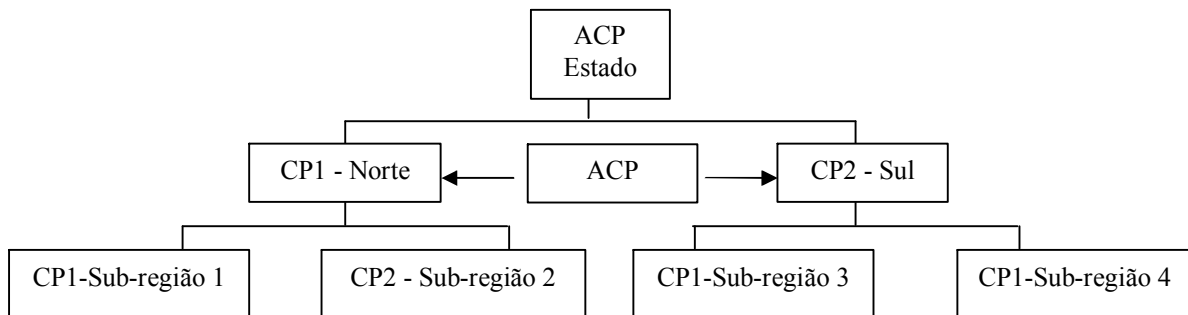 ACP
Estado
CP1 - Norte
ACP
CP2 - Sul
CP1-Sub-região 1
CP2 - Sub-região 2
CP1-Sub-região 3
CP1-Sub-região 4